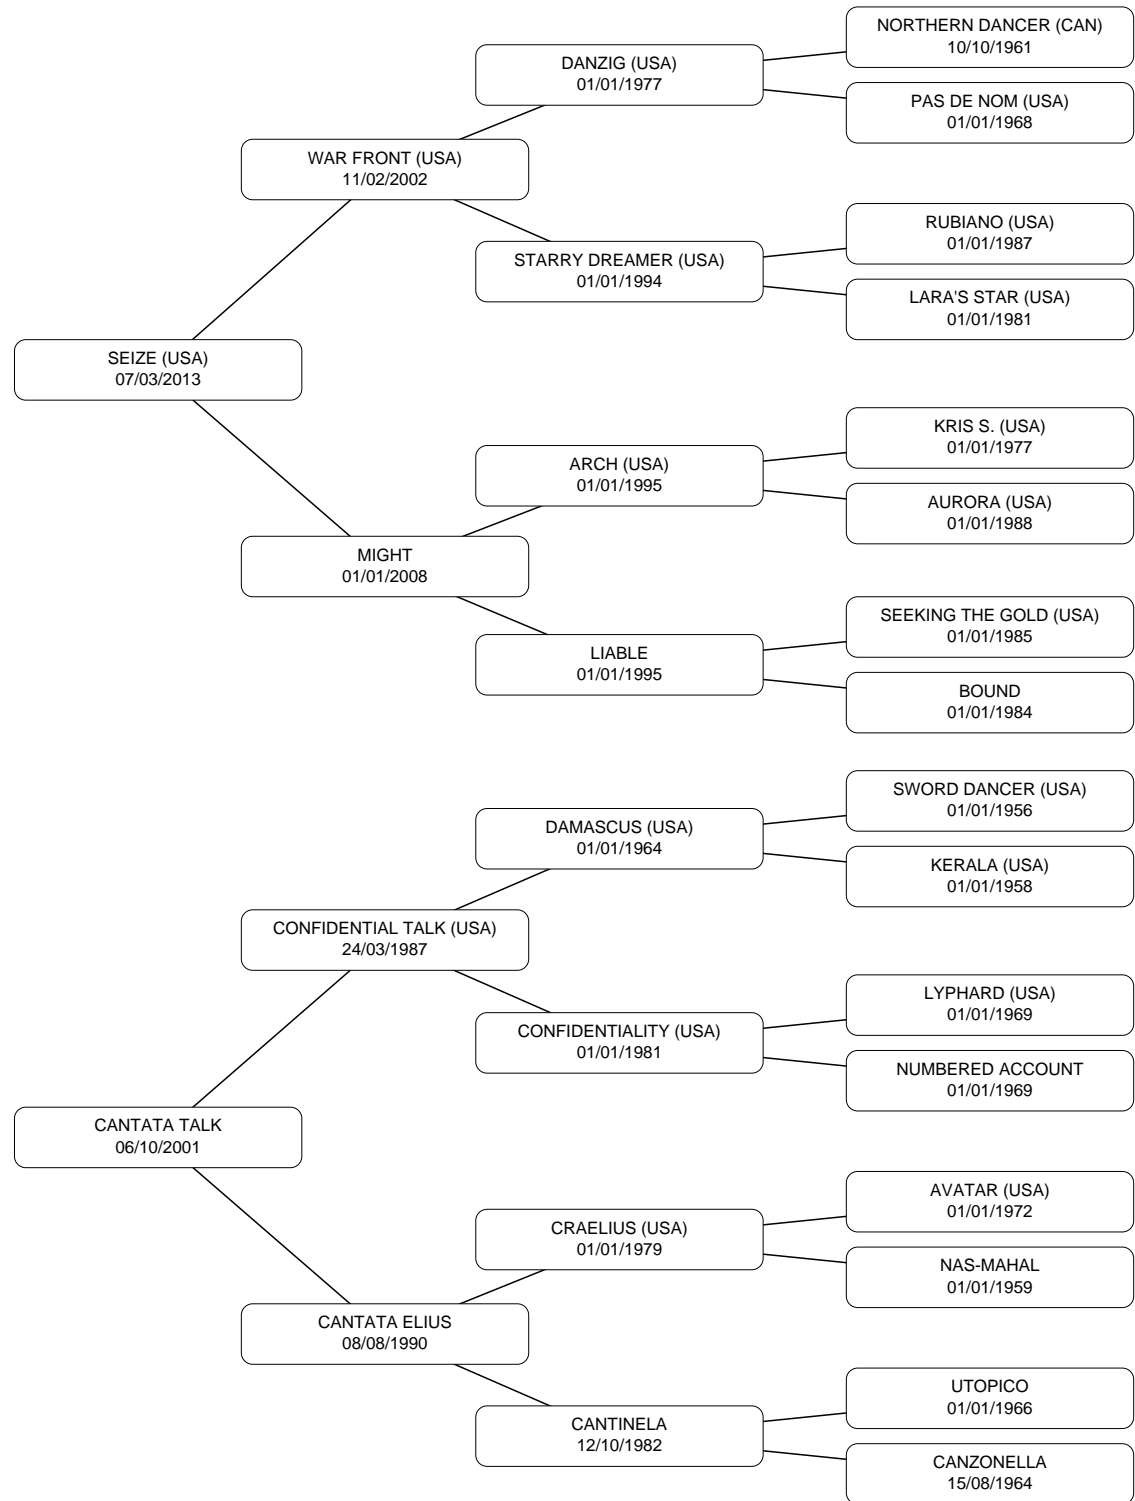 NORTHERN DANCER (CAN)
10/10/1961
DANZIG (USA)
01/01/1977
PAS DE NOM (USA)
01/01/1968
WAR FRONT (USA)
11/02/2002
RUBIANO (USA)
01/01/1987
STARRY DREAMER (USA)
01/01/1994
LARA'S STAR (USA)
01/01/1981
SEIZE (USA)
07/03/2013
KRIS S. (USA)
01/01/1977
ARCH (USA)
01/01/1995
AURORA (USA)
01/01/1988
MIGHT
01/01/2008
SEEKING THE GOLD (USA)
01/01/1985
LIABLE
01/01/1995
BOUND
01/01/1984
SWORD DANCER (USA)
01/01/1956
DAMASCUS (USA)
01/01/1964
KERALA (USA)
01/01/1958
CONFIDENTIAL TALK (USA)
24/03/1987
LYPHARD (USA)
01/01/1969
CONFIDENTIALITY (USA)
01/01/1981
NUMBERED ACCOUNT
01/01/1969
CANTATA TALK
06/10/2001
AVATAR (USA)
01/01/1972
CRAELIUS (USA)
01/01/1979
NAS-MAHAL
01/01/1959
CANTATA ELIUS
08/08/1990
UTOPICO
01/01/1966
CANTINELA
12/10/1982
CANZONELLA
15/08/1964